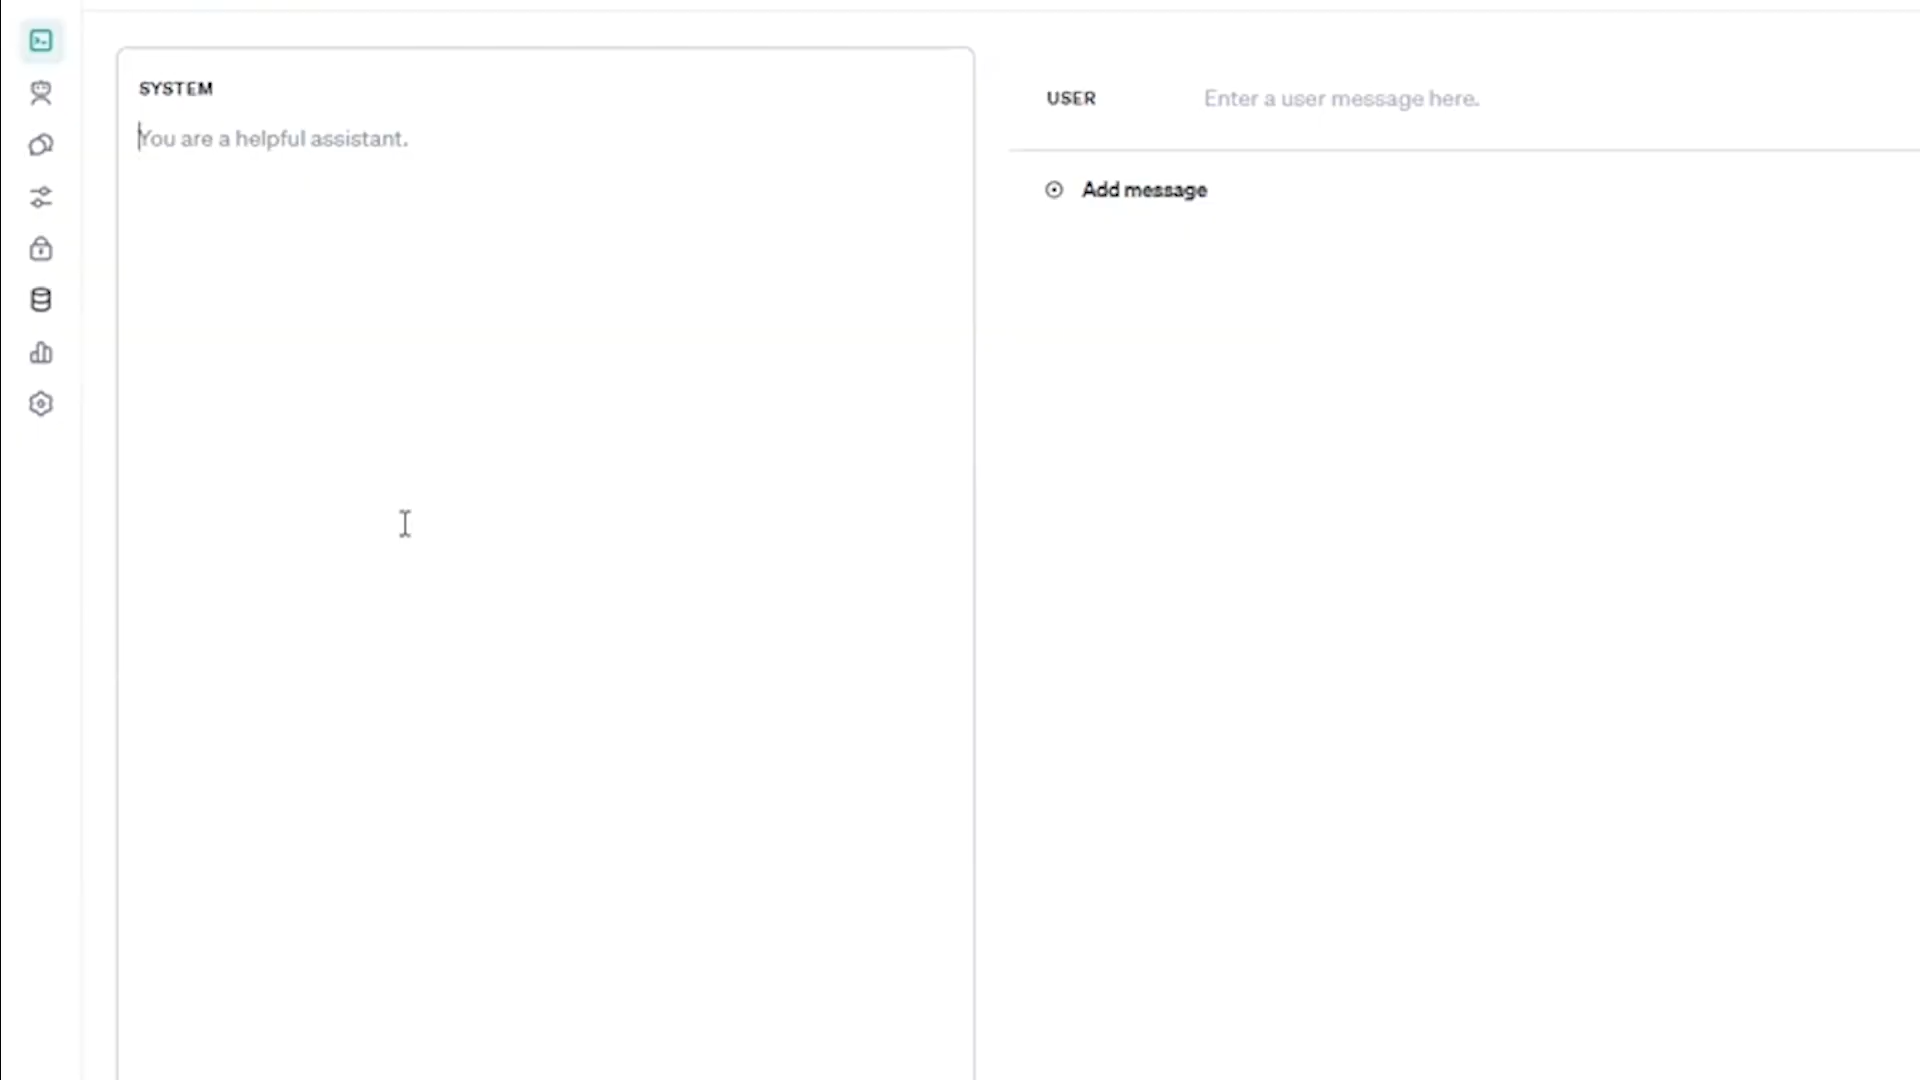 SYSTEM
You are a helpful assistant.
USER
Enter a user message here.
Add message